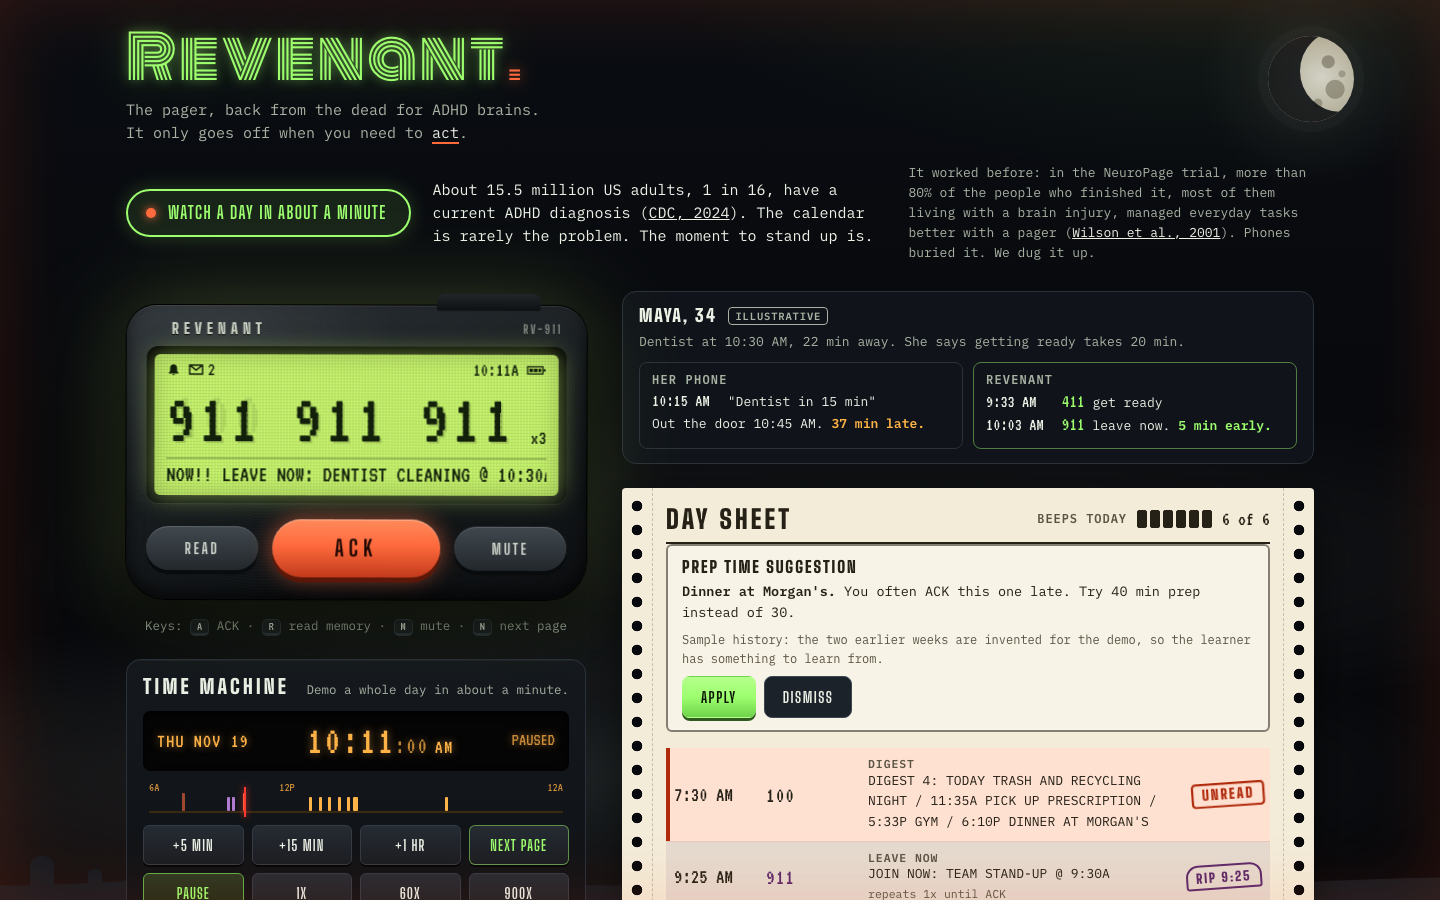 REVENANT.
The pager, back from the dead for ADHD brains.
It only goes off when you need to act.
WATCH A DAY IN ABOUT A MINUTE
About 15.5 million US adults, 1 in 16, have a
current ADHD diagnosis (CDC, 2024). The calendar
is rarely the problem. The moment to stand up is.
It worked before: in the NeuroPage trial, more than
80% of the people who finished it, most of them
living with a brain injury, managed everyday tasks
better with a pager (Wilson et al., 2001). Phones
buried it. We dug it up.
REVENANT
RV-911
2
10:11A
911 911 911 x3
NOW!! LEAVE NOW: DENTIST CLEANING @ 10:30
READ
ACK
MUTE
Keys: A ACK · R read memory · M mute · N next page
MAYA, 34 ILLUSTRATIVE
Dentist at 10:30 AM, 22 min away. She says getting ready takes 20 min.
HER PHONE
10:15 AM "Dentist in 15 min"
Out the door 10:45 AM. 37 min late.
REVENANT
9:33 AM 411 get ready
10:03 AM 911 leave now. 5 min early.
TIME MACHINE Demo a whole day in about a minute.
THU NOV 19 10:11:00 AM PAUSED
6A 12P 12A
+5 MIN +15 MIN +1 HR NEXT PAGE
PAUSE 1X 60X 900X
DAY SHEET BEEPS TODAY 6 of 6
PREP TIME SUGGESTION
Dinner at Morgan's. You often ACK this one late. Try 40 min prep
instead of 30.
Sample history: the two earlier weeks are invented for the demo, so the learner
has something to learn from.
APPLY DISMISS
DIGEST
7:30 AM 100 DIGEST 4: TODAY TRASH AND RECYCLING
NIGHT / 11:35A PICK UP PRESCRIPTION /
5:33P GYM / 6:10P DINNER AT MORGAN'S
UNREAD
LEAVE NOW
9:25 AM 911 JOIN NOW: TEAM STAND-UP @ 9:30A
repeats 1x until ACK
RIP 9:25